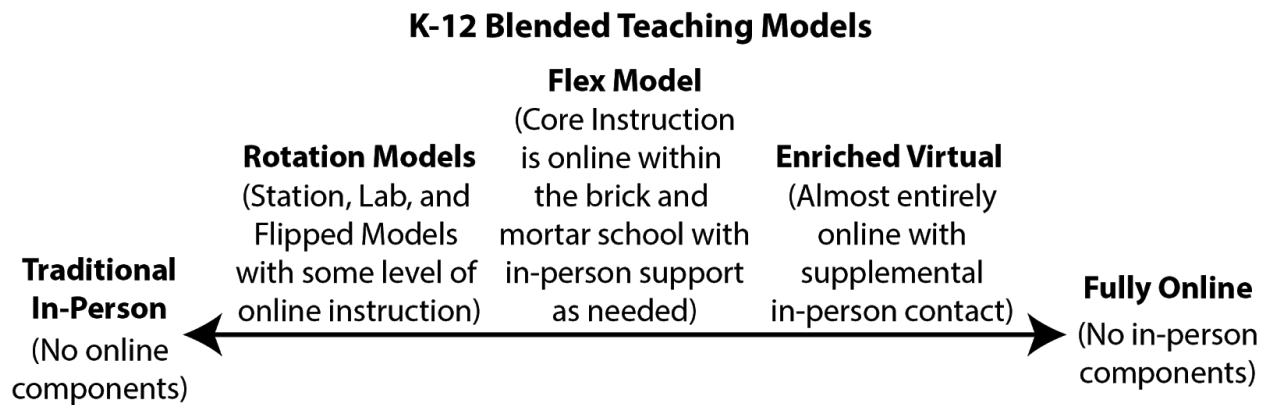 K-12 Blended Teaching Models
Traditional
In-Person
(No online
components)
Rotation Models
(Station, Lab, and
Flipped Models
with some level of
online instruction)
Flex Model
(Core Instruction
is online within
the brick and
mortar school with
in-person support
as needed)
Enriched Virtual
(Almost entirely
online with
supplemental
in-person contact)
Fully Online
(No in-person
components)